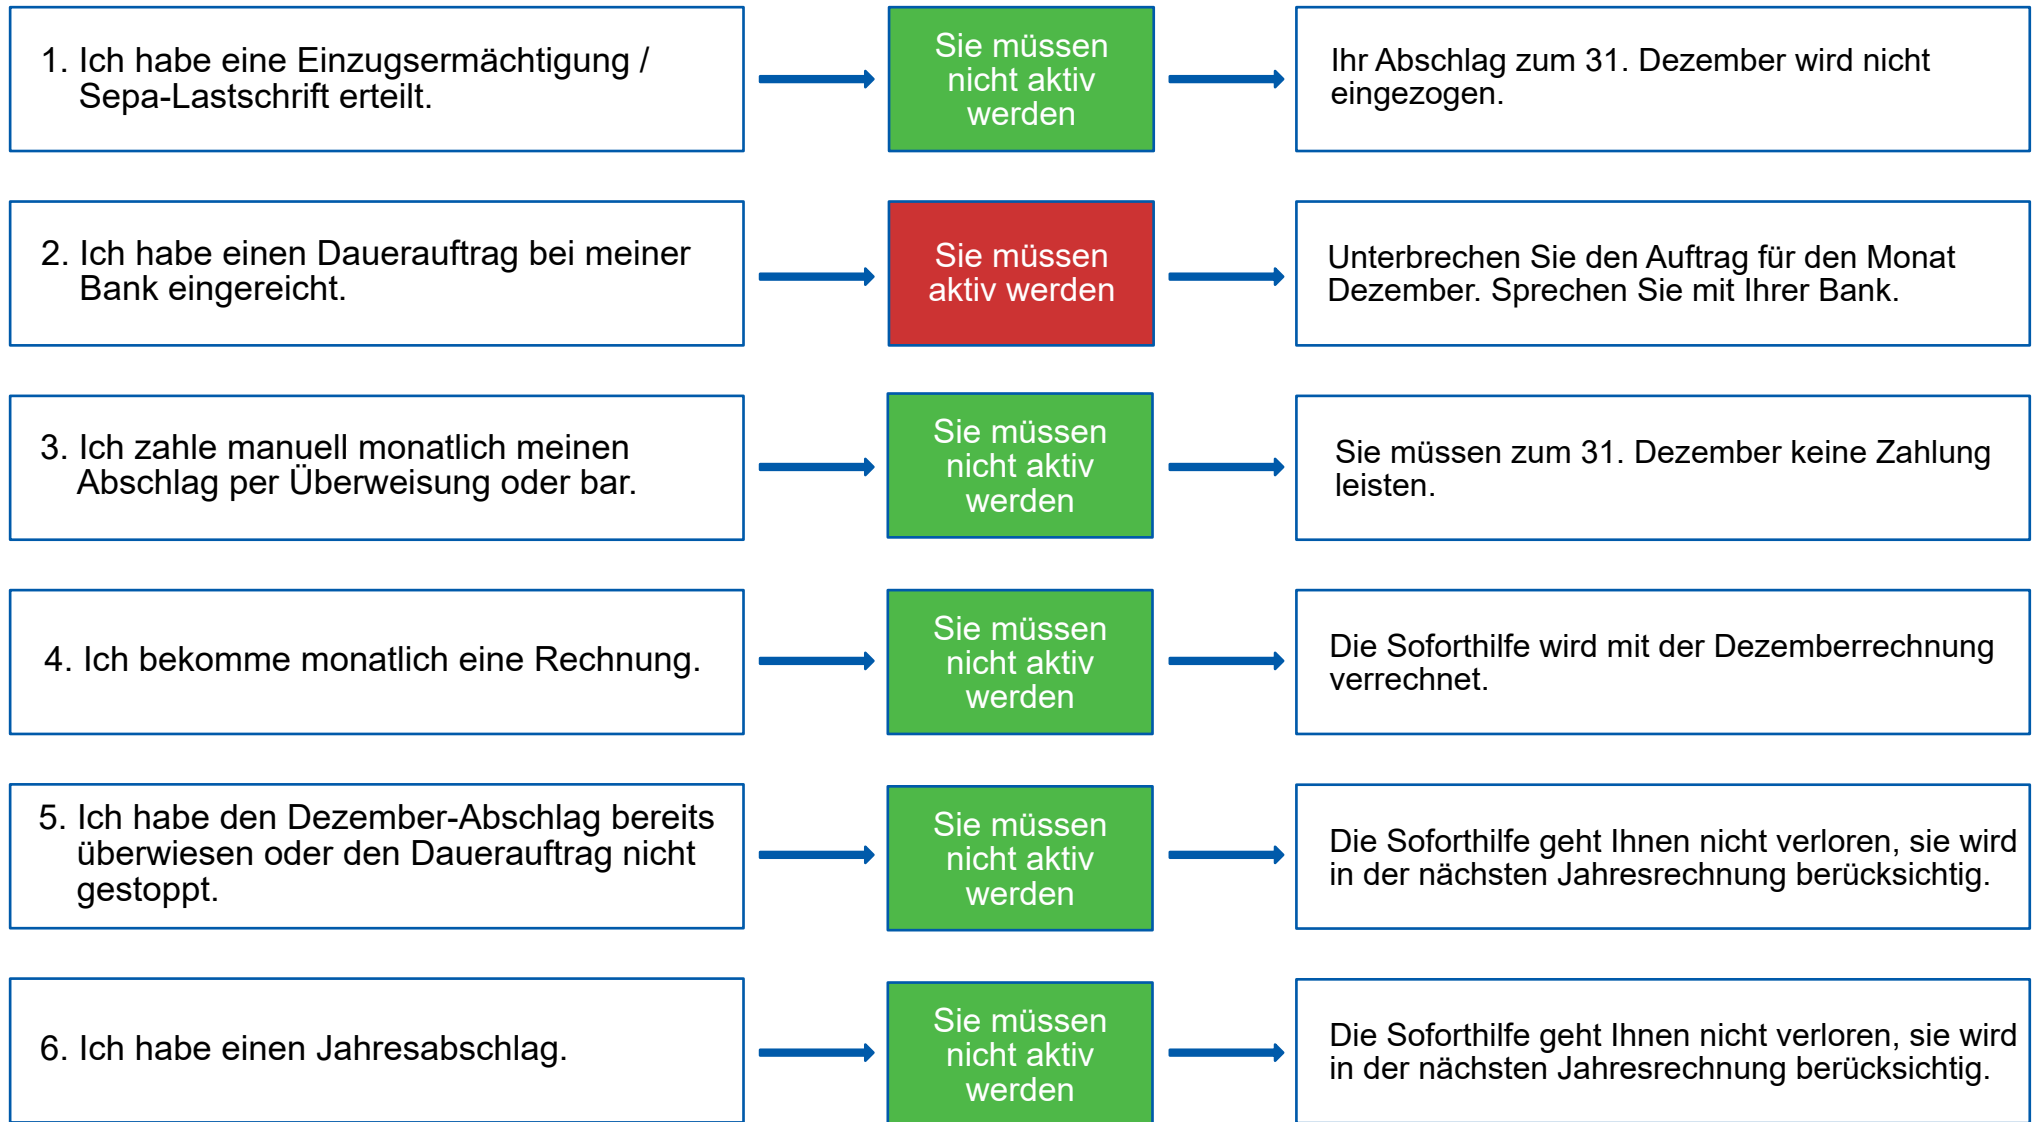 1. Ich habe eine Einzugsermächtigung /
Sepa-Lastschrift erteilt.
Sie müssen
nicht aktiv
werden
Ihr Abschlag zum 31. Dezember wird nicht
eingezogen.
2. Ich habe einen Dauerauftrag bei meiner
Bank eingereicht.
Sie müssen
aktiv werden
Unterbrechen Sie den Auftrag für den Monat
Dezember. Sprechen Sie mit Ihrer Bank.
3. Ich zahle manuell monatlich meinen
Abschlag per Überweisung oder bar.
Sie müssen
nicht aktiv
werden
Sie müssen zum 31. Dezember keine Zahlung
leisten.
4. Ich bekomme monatlich eine Rechnung.
Sie müssen
nicht aktiv
werden
Die Soforthilfe wird mit der Dezemberrechnung
verrechnet.
5. Ich habe den Dezember-Abschlag bereits
überwiesen oder den Dauerauftrag nicht
gestoppt.
Sie müssen
nicht aktiv
werden
Die Soforthilfe geht Ihnen nicht verloren, sie wird
in der nächsten Jahresrechnung berücksichtig.
6. Ich habe einen Jahresabschlag.
Sie müssen
nicht aktiv
werden
Die Soforthilfe geht Ihnen nicht verloren, sie wird
in der nächsten Jahresrechnung berücksichtig.